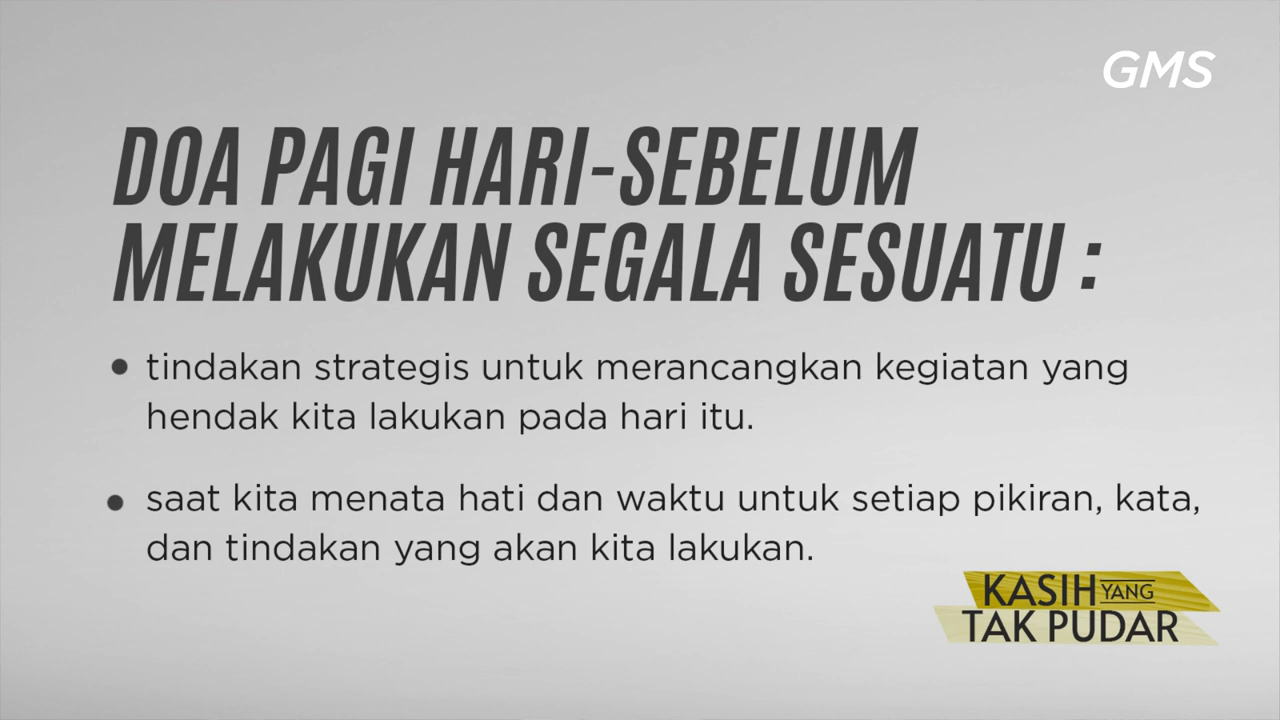 GMS
DOA PAGI HARI-SEBELUM
MELAKUKAN SEGALA SESUATU :
• tindakan strategis untuk merancangkan kegiatan yang
hendak kita lakukan pada hari itu.
• saat kita menata hati dan waktu untuk setiap pikiran, kata,
dan tindakan yang akan kita lakukan.
KASIH YANG
TAK PUDAR